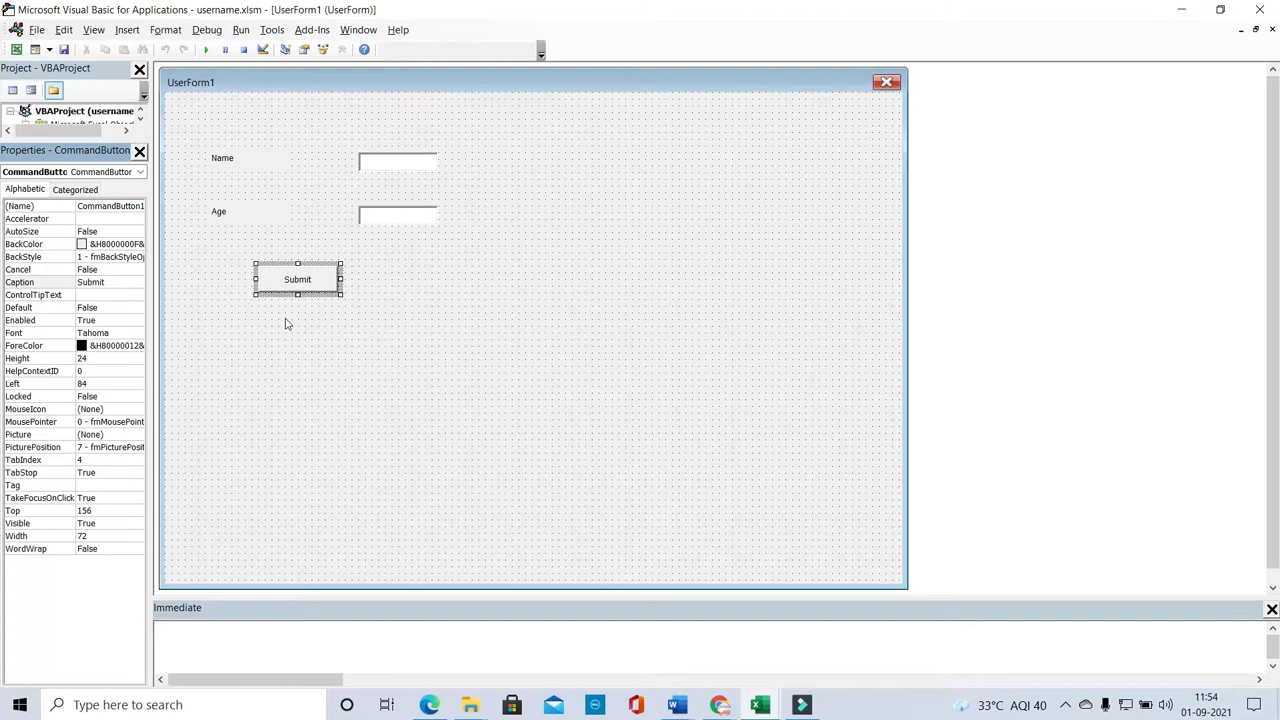 Microsoft Visual Basic for Applications - username.xlsm - [UserForm1 (UserForm)]
File Edit View Insert Format Debug Run Tools Add-Ins Window Help
Project - VBAProject
VBAProject (username
Properties - CommandButton
CommandButto CommandButtor
Alphabetic Categorized
(Name) CommandButton1
Accelerator
AutoSize False
BackColor &H8000000F&
BackStyle 1 - fmBackStyleO
Cancel False
Caption Submit
ControlTipText
Default False
Enabled True
Font Tahoma
ForeColor &H80000012&
Height 24
HelpContextID 0
Left 84
Locked False
MouseIcon (None)
MousePointer 0 - fmMousePoint
Picture (None)
PicturePosition 7 - fmPicturePosit
TabIndex 4
TabStop True
Tag
TakeFocusOnClick True
Top 156
Visible True
Width 72
WordWrap False
UserForm1
Name
Age
Submit
Immediate
Type here to search
33°C AQI 40
11:54
01-09-2021